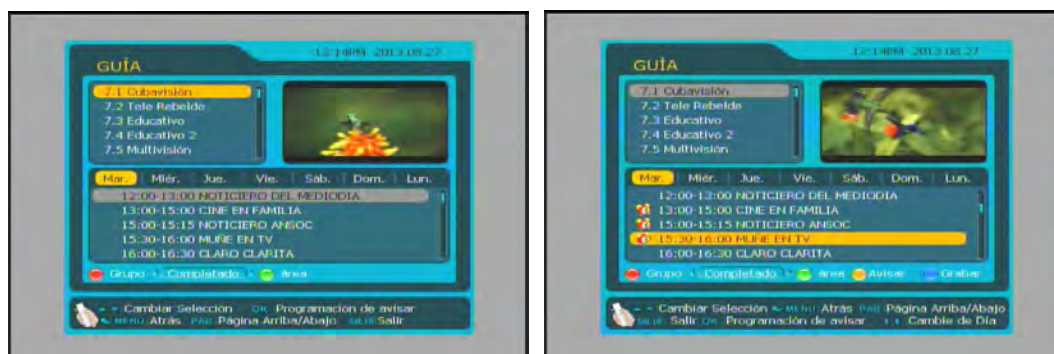 12:14PM 2013.08.27
GUÍA
7.1 Cubavisión
7.2 Tele Rebelde
7.3 Educativo
7.4 Educativo 2
7.5 Multivisión
Mar. Miér. Jue. Vie. Sáb. Dom. Lun.
12:00-13:00 NOTICIERO DEL MEDIODIA
13:00-15:00 CINE EN FAMILIA
15:00-15:15 NOTICIERO ANSOC
15:30-16:00 MUÑE EN TV
16:00-16:30 CLARO CLARITA
Grupo Completado área
Cambiar Selección OK Programación de avisar
MENU Atrás PAG Página Arriba/Abajo Salir
12:14PM 2013.08.27
GUÍA
7.1 Cubavisión
7.2 Tele Rebelde
7.3 Educativo
7.4 Educativo 2
7.5 Multivisión
Mar. Miér. Jue. Vie. Sáb. Dom. Lun.
12:00-13:00 NOTICIERO DEL MEDIODIA
13:00-15:00 CINE EN FAMILIA
15:00-15:15 NOTICIERO ANSOC
15:30-16:00 MUÑE EN TV
16:00-16:30 CLARO CLARITA
Grupo Completado área Avisar Grabar
Cambiar Selección MENU Atrás PAG Página Arriba/Abajo
Salir OK Programación de avisar Cambie de Día